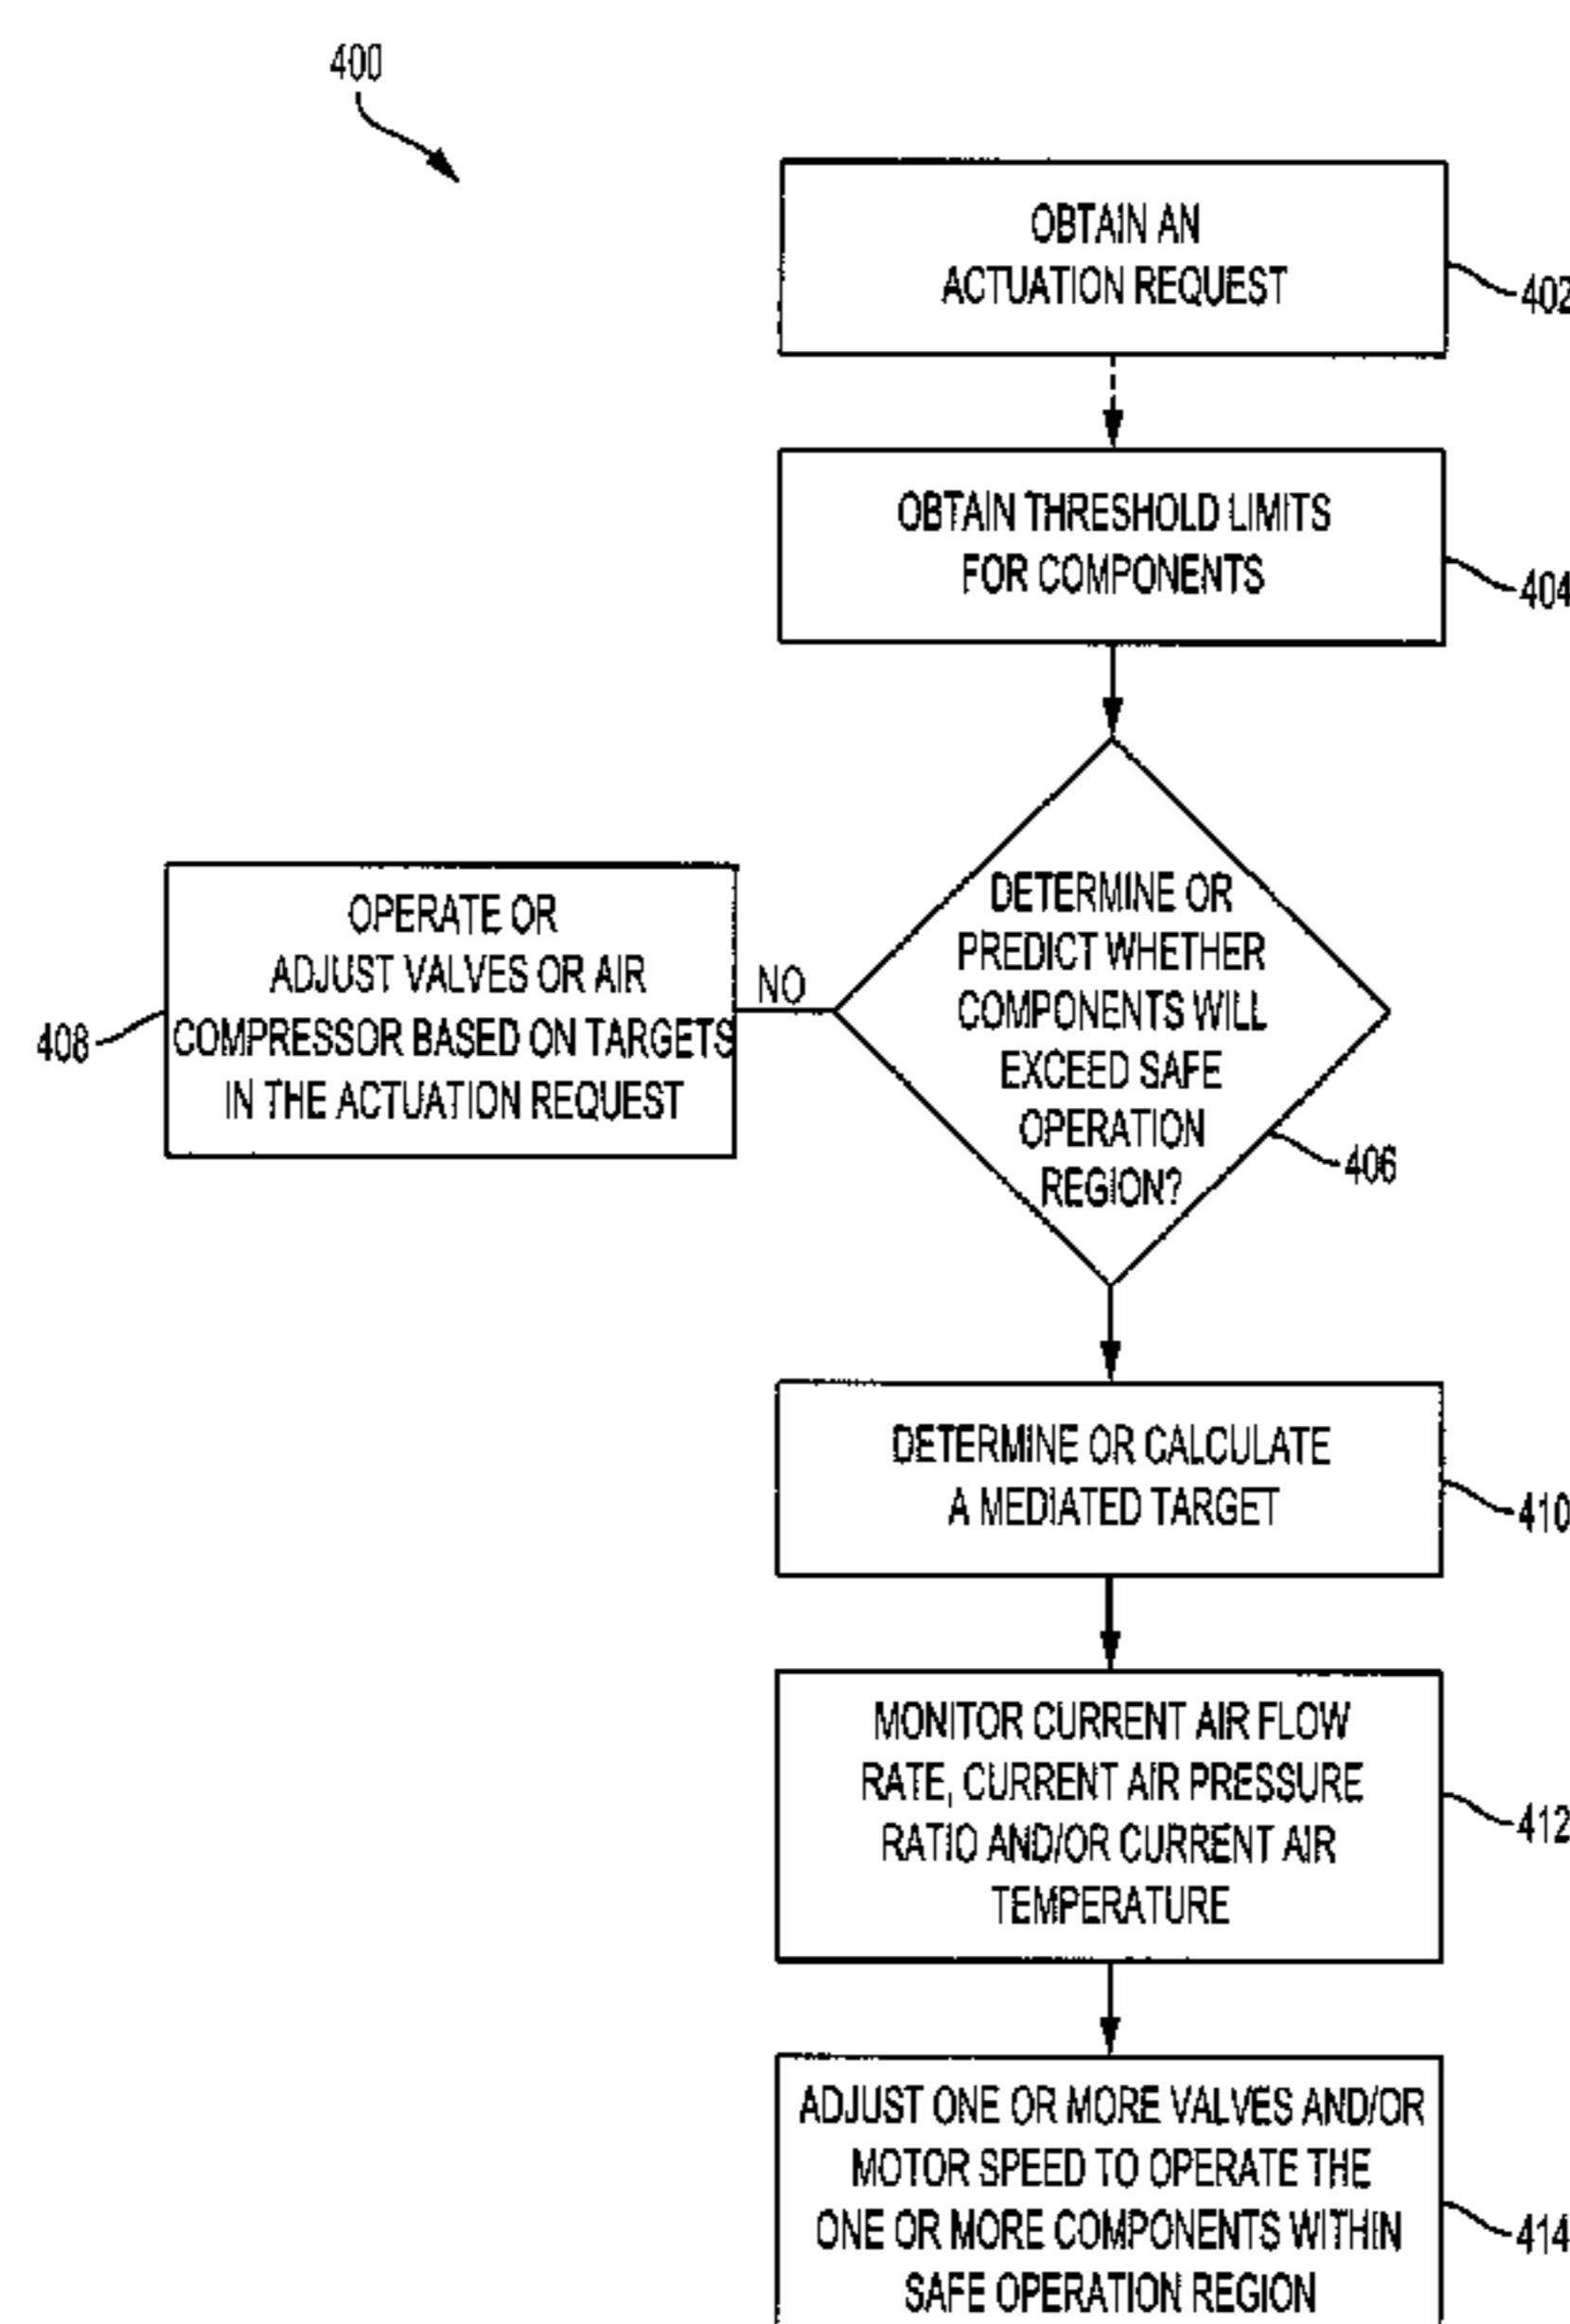 400
OBTAIN AN
ACTUATION REQUEST
402
OBTAIN THRESHOLD LIMITS
FOR COMPONENTS
404
DETERMINE OR
PREDICT WHETHER
COMPONENTS WILL
EXCEED SAFE
OPERATION
REGION?
406
NO
OPERATE OR
ADJUST VALVES OR AIR
COMPRESSOR BASED ON TARGETS
IN THE ACTUATION REQUEST
408
DETERMINE OR CALCULATE
A MEDIATED TARGET
410
MONITOR CURRENT AIR FLOW
RATE, CURRENT AIR PRESSURE
RATIO AND/OR CURRENT AIR
TEMPERATURE
412
ADJUST ONE OR MORE VALVES AND/OR
MOTOR SPEED TO OPERATE THE
ONE OR MORE COMPONENTS WITHIN
SAFE OPERATION REGION
414